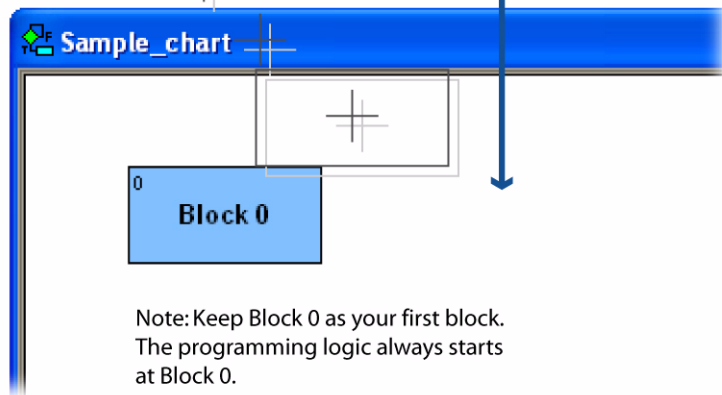 Sample_chart
0
Block 0
Note: Keep Block 0 as your first block.
The programming logic always starts
at Block 0.